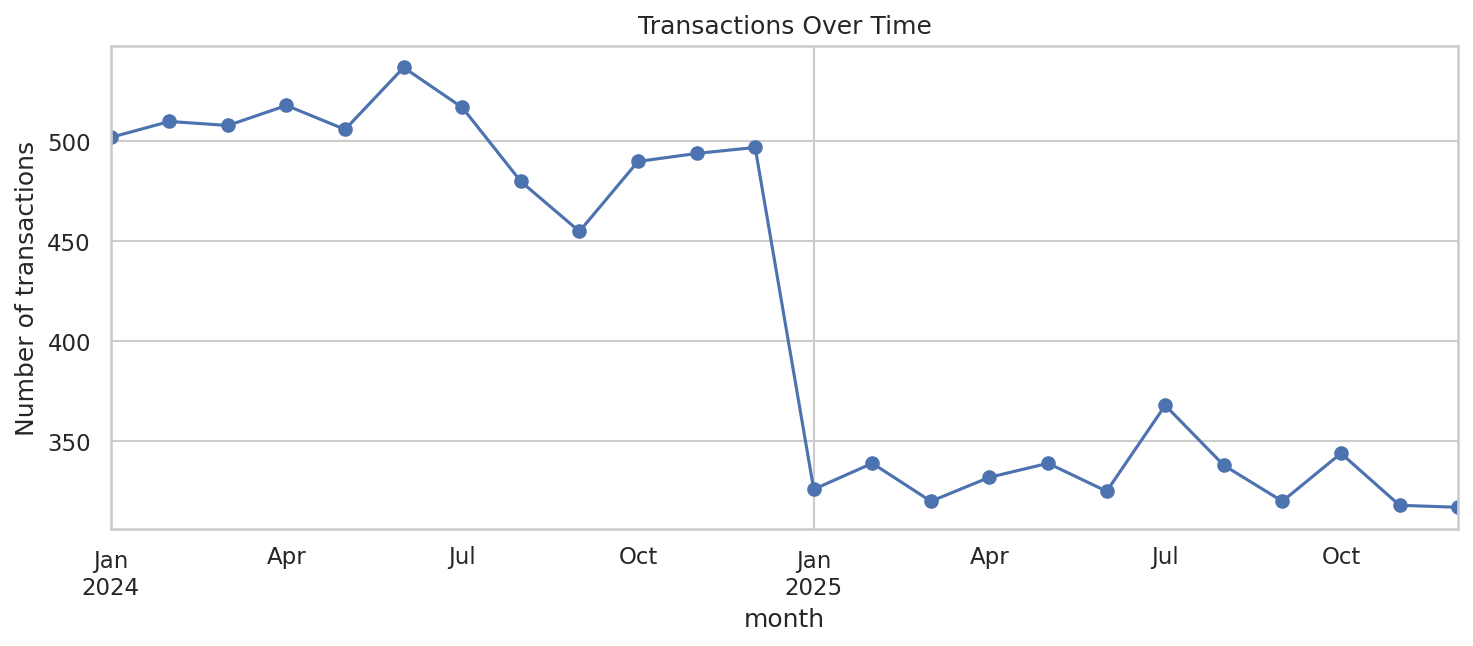 Transactions Over Time
Number of transactions
500
450
400
350
Jan Apr Jul Oct Jan Apr Jul Oct
2024 2025
month